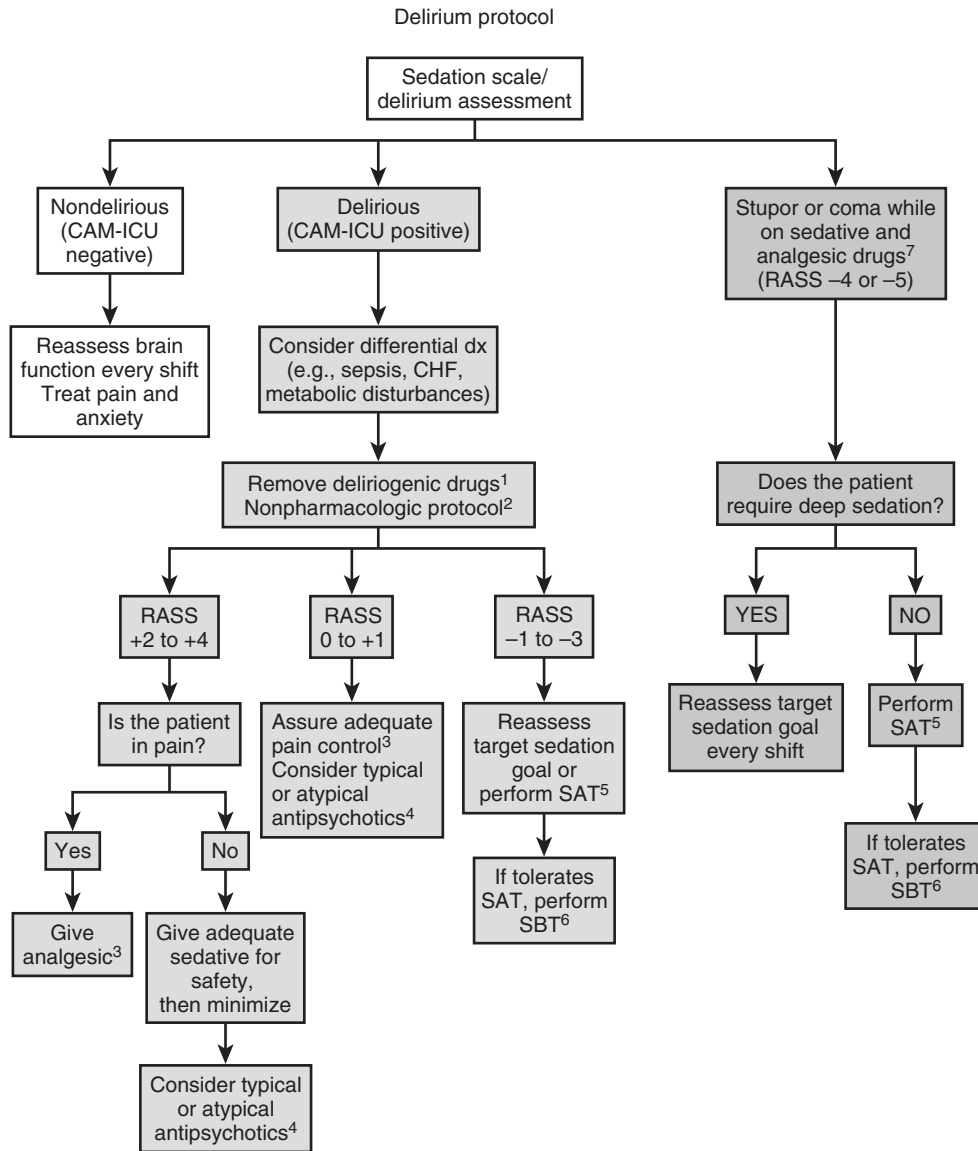 Delirium protocol
Sedation scale/
delirium assessment
Nondelirious
(CAM-ICU
negative)
Delirious
(CAM-ICU positive)
Stupor or coma while
on sedative and
analgesic drugs⁷
(RASS –4 or –5)
Reassess brain
function every shift
Treat pain and
anxiety
Consider differential dx
(e.g., sepsis, CHF,
metabolic disturbances)
Remove deliriogenic drugs¹
Nonpharmacologic protocol²
Does the patient
require deep sedation?
RASS
+2 to +4
RASS
0 to +1
RASS
–1 to –3
YES
NO
Is the patient
in pain?
Assure adequate
pain control³
Consider typical
or atypical
antipsychotics⁴
Reassess
target sedation
goal or
perform SAT⁵
Reassess target
sedation goal
every shift
Perform
SAT⁵
Yes
No
If tolerates
SAT, perform
SBT⁶
If tolerates
SAT, perform
SBT⁶
Give
analgesic³
Give adequate
sedative for
safety,
then minimize
Consider typical
or atypical
antipsychotics⁴